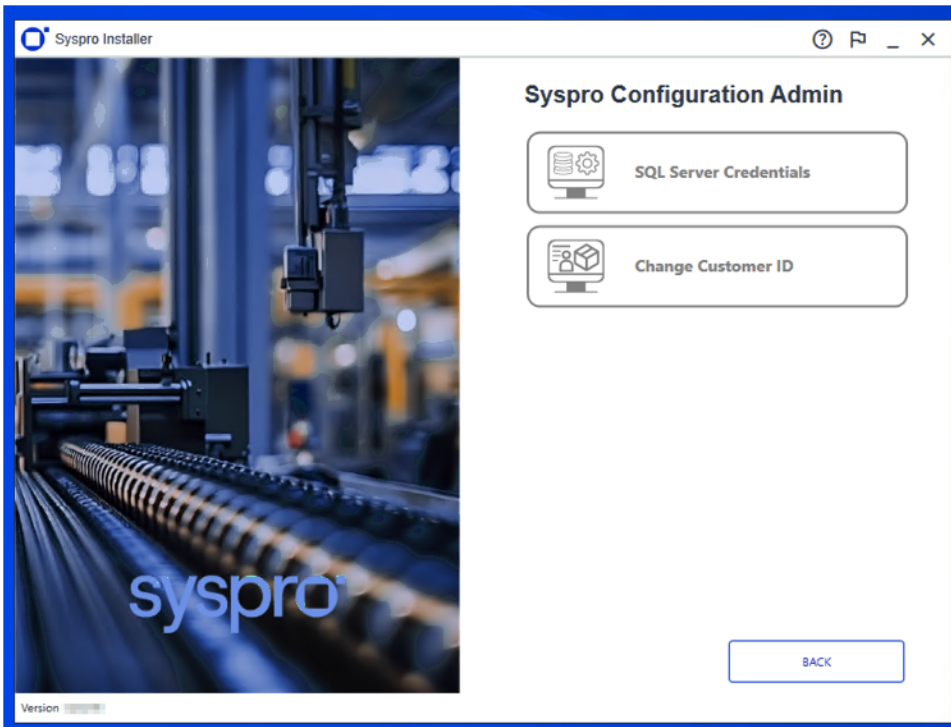 Syspro Installer
Syspro Configuration Admin
SQL Server Credentials
Change Customer ID
syspro
BACK
Version